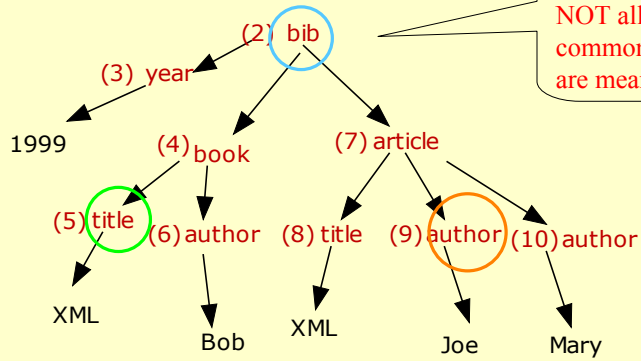 NOT all
common
are mea
(2) bib
(3) year
1999
(4) book
(7) article
(5) title
(6) author
(8) title
(9) author
(10) author
XML
Bob
XML
Joe
Mary